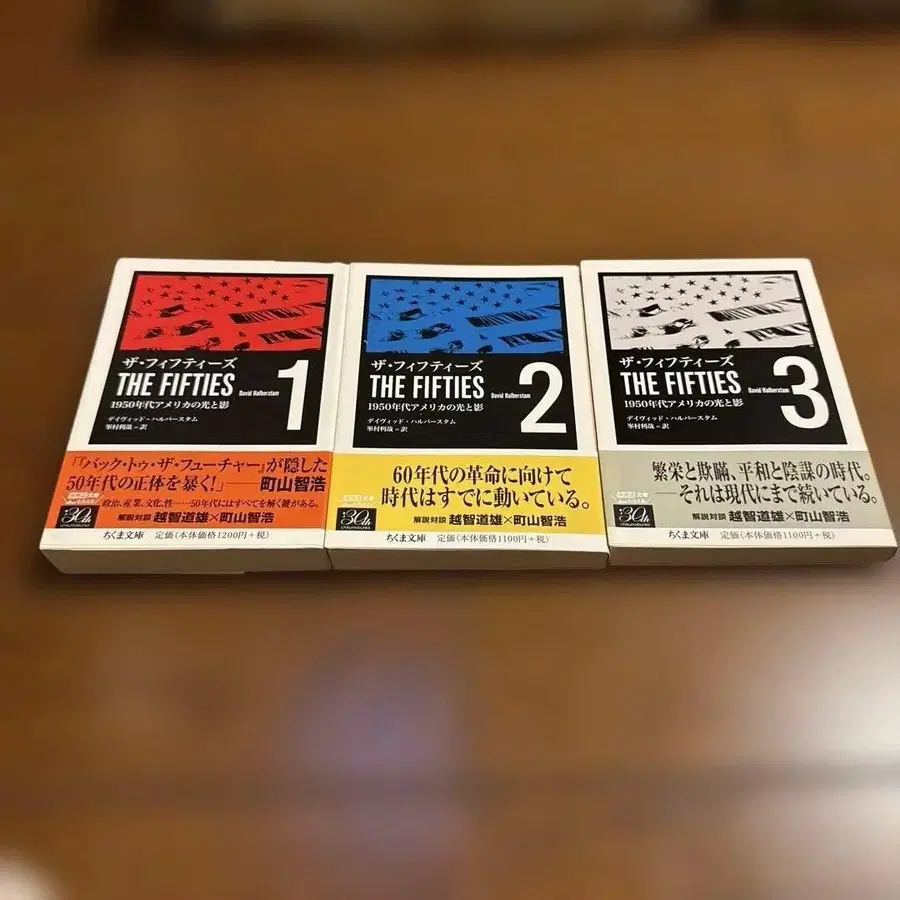 ザ・フィフティーズ
THE FIFTIES
David Halberstam
1
1950年代アメリカの光と影
デイヴィッド・ハルバースタム
峯村利哉=訳
「『バック・トゥ・ザ・フューチャー』が隠した
50年代の正体を暴く!」——町山智浩
政治、産業、文化、性……50年代にはすべてを解く鍵がある。
30th
chikumabunko
解説対談 越智道雄×町山智浩
ちくま文庫 定価(本体価格1200円+税)
ザ・フィフティーズ
THE FIFTIES
David Halberstam
2
1950年代アメリカの光と影
デイヴィッド・ハルバースタム
峯村利哉=訳
60年代の革命に向けて
時代はすでに動いている。
30th
chikumabunko
解説対談 越智道雄×町山智浩
ちくま文庫 定価(本体価格1100円+税)
ザ・フィフティーズ
THE FIFTIES
David Halberstam
3
1950年代アメリカの光と影
デイヴィッド・ハルバースタム
峯村利哉=訳
繁栄と欺瞞、平和と陰謀の時代。
——それは現代にまで続いている。
30th
chikumabunko
解説対談 越智道雄×町山智浩
ちくま文庫 定価(本体価格1100円+税)